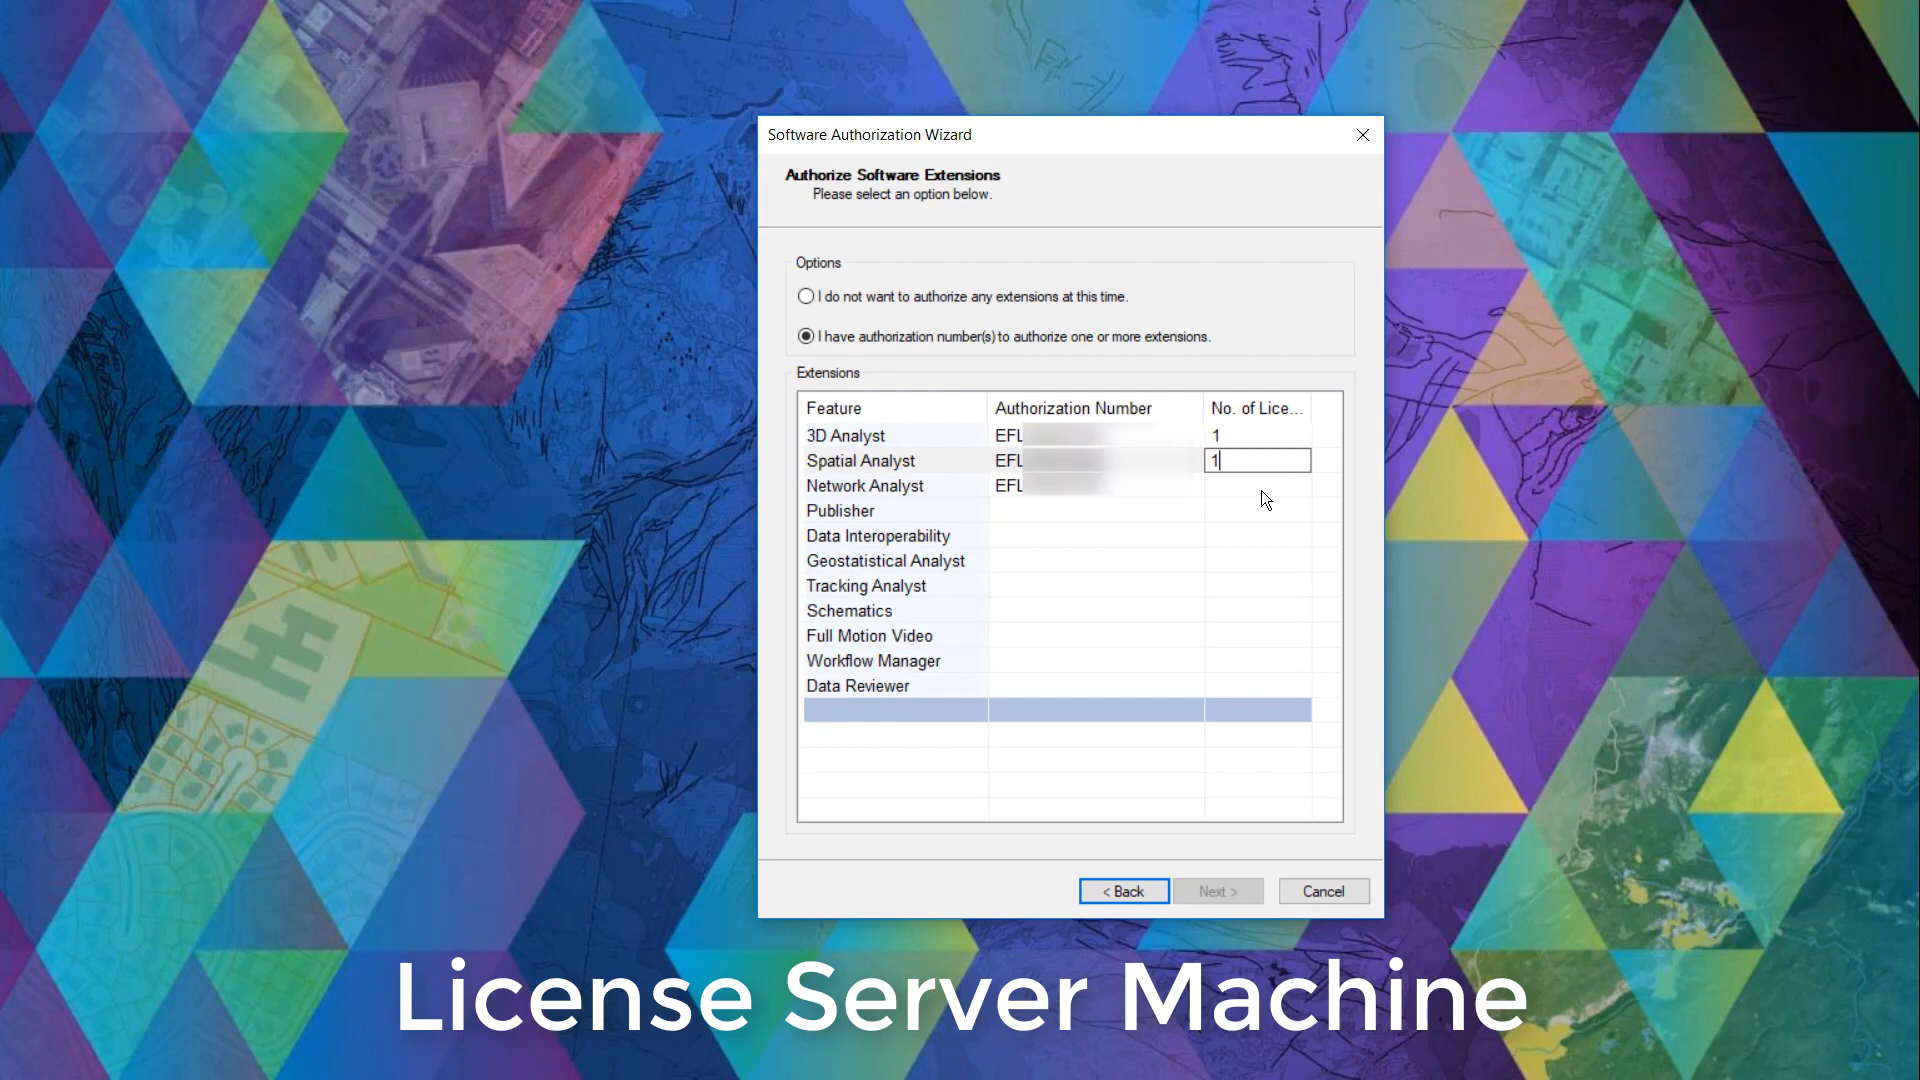 Software Authorization Wizard
Authorize Software Extensions
Please select an option below.
Options
I do not want to authorize any extensions at this time.
I have authorization number(s) to authorize one or more extensions.
Extensions
Feature Authorization Number No. of Lice...
3D Analyst EFL 1
Spatial Analyst EFL 1
Network Analyst EFL
Publisher
Data Interoperability
Geostatistical Analyst
Tracking Analyst
Schematics
Full Motion Video
Workflow Manager
Data Reviewer
< Back Next > Cancel
License Server Machine